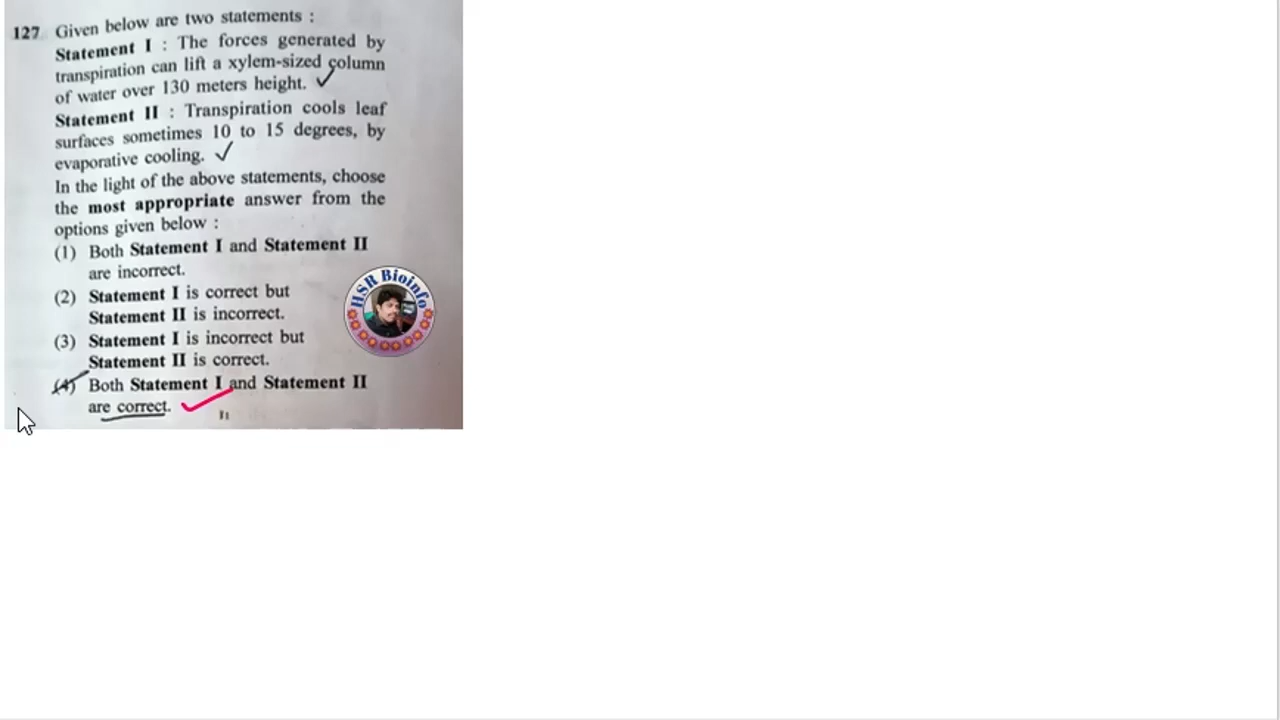 127 Given below are two statements :
Statement I : The forces generated by
transpiration can lift a xylem-sized column
of water over 130 meters height.
Statement II : Transpiration cools leaf
surfaces sometimes 10 to 15 degrees, by
evaporative cooling.
In the light of the above statements, choose
the most appropriate answer from the
options given below :
(1) Both Statement I and Statement II
are incorrect.
(2) Statement I is correct but
Statement II is incorrect.
(3) Statement I is incorrect but
Statement II is correct.
(4) Both Statement I and Statement II
are correct.
HSR Bioinfo